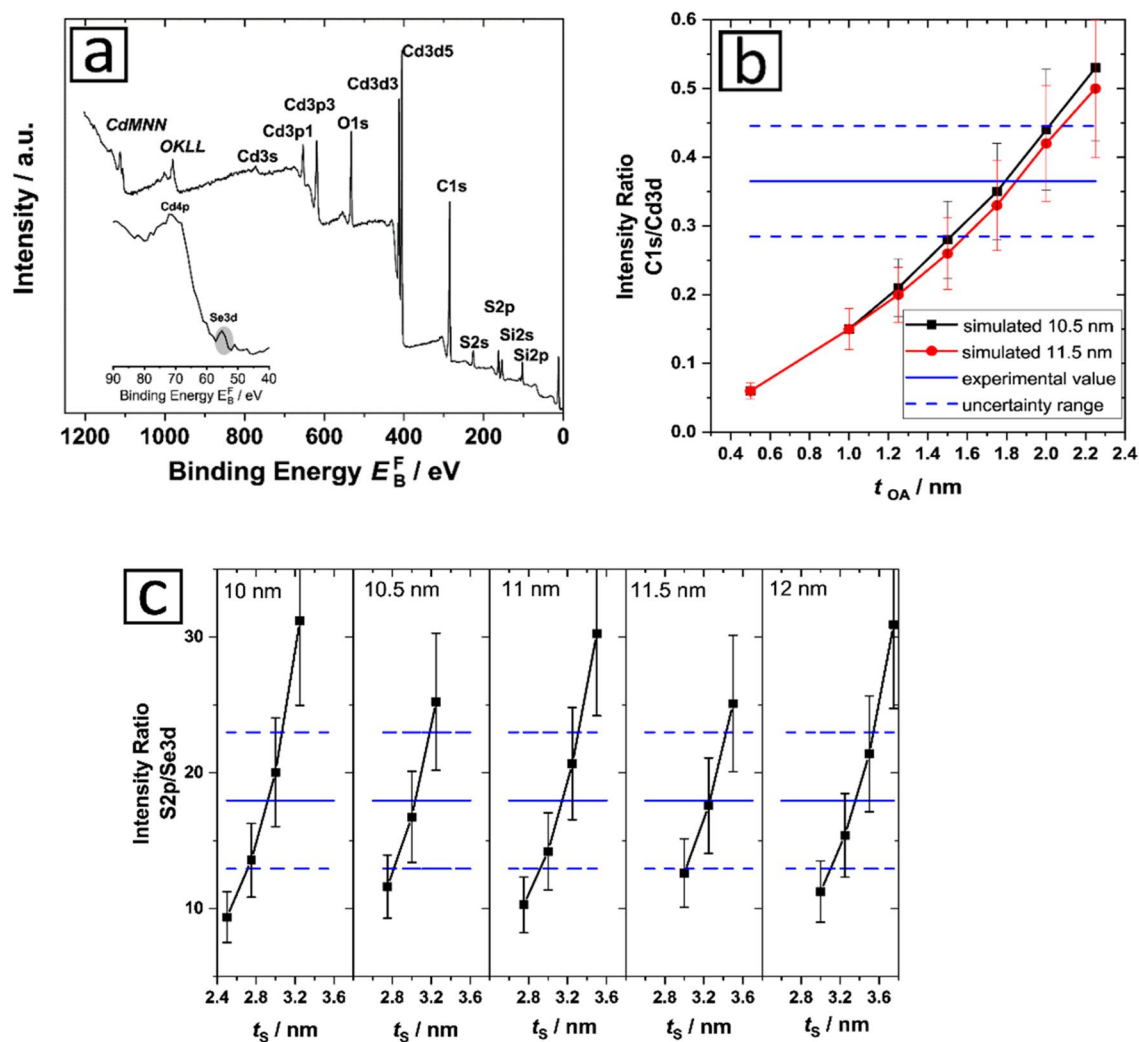 a
Intensity / a.u.
CdMNN
OKLL
Cd3s
Cd3p1
Cd3p3
O1s
Cd3d3
Cd3d5
C1s
S2s
S2p
Si2s
Si2p
Cd4p
Se3d
90 80 70 60 50 40
Binding Energy E_B^F / eV
1200 1000 800 600 400 200 0
Binding Energy E_B^F / eV
b
Intensity Ratio
C1s/Cd3d
0.6
0.5
0.4
0.3
0.2
0.1
0.0
simulated 10.5 nm
simulated 11.5 nm
experimental value
uncertainty range
0.4 0.6 0.8 1.0 1.2 1.4 1.6 1.8 2.0 2.2 2.4
t OA / nm
c
Intensity Ratio
S2p/Se3d
30
20
10
10 nm
10.5 nm
11 nm
11.5 nm
12 nm
2.4 2.8 3.2 3.6
2.8 3.2 3.6
2.8 3.2 3.6
2.8 3.2 3.6
2.8 3.2 3.6
tS / nm
tS / nm
tS / nm
tS / nm
tS / nm